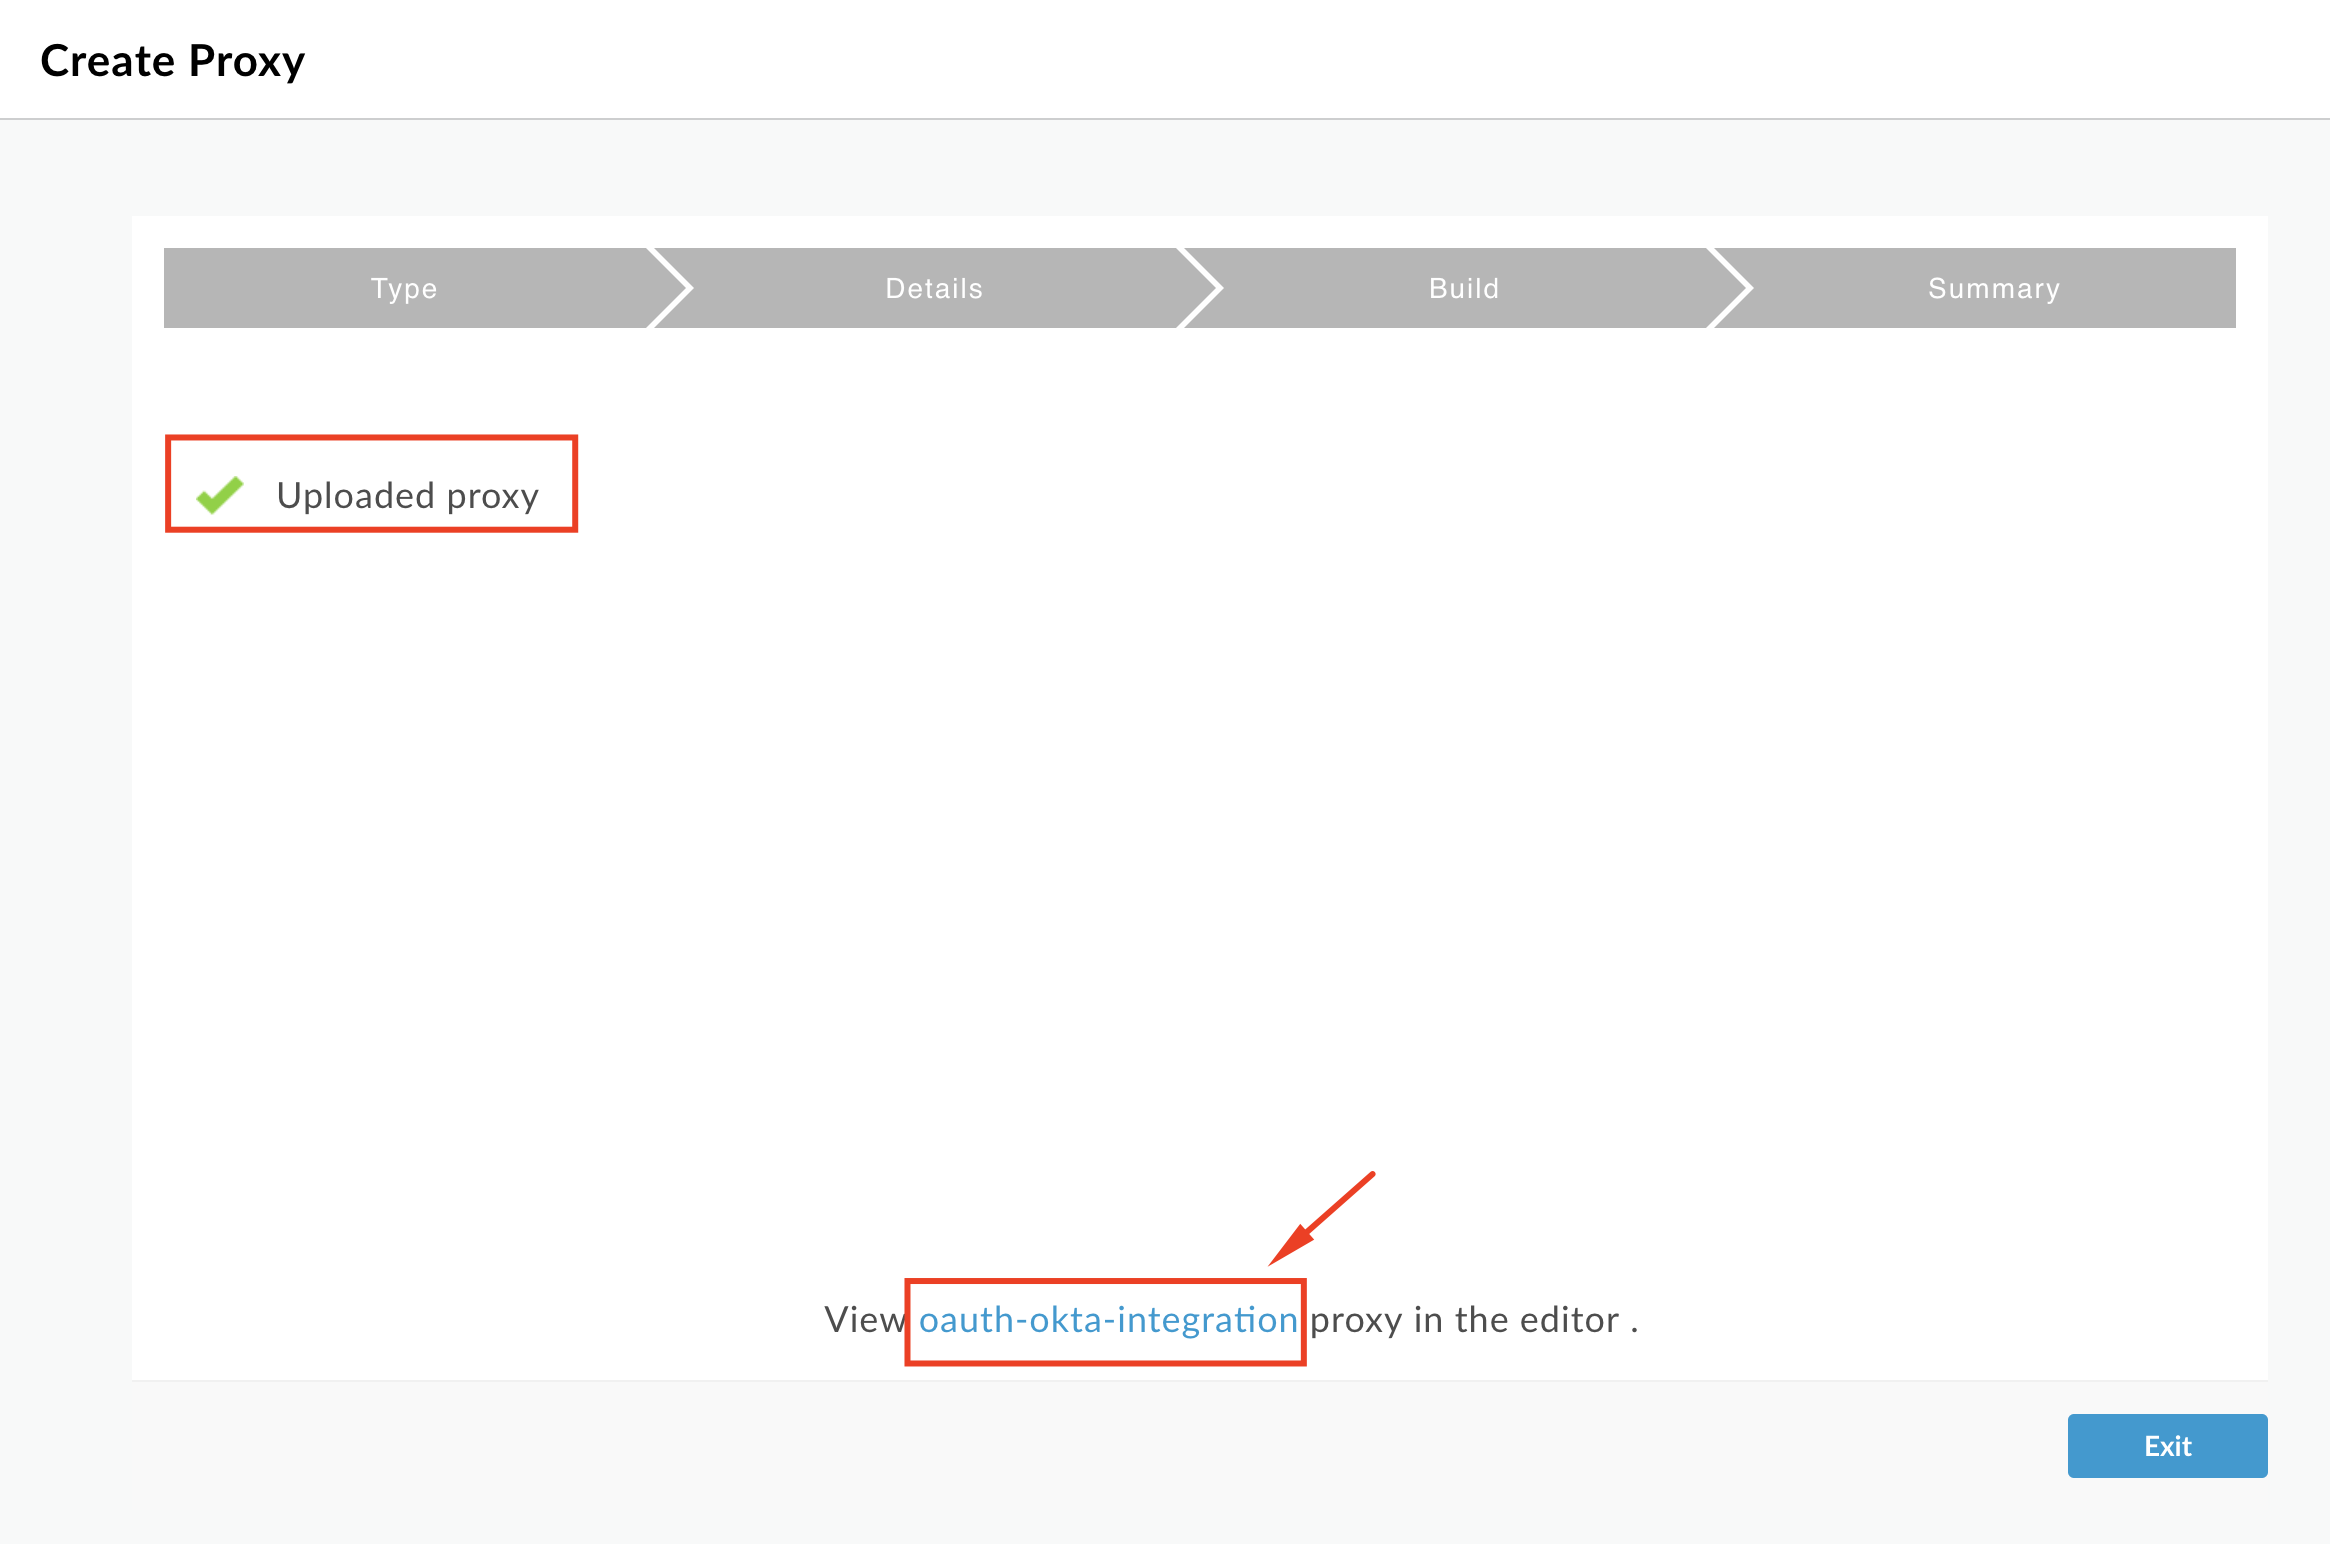 Create Proxy
Type Details Build Summary
Uploaded proxy
View oauth-okta-integration proxy in the editor .
Exit